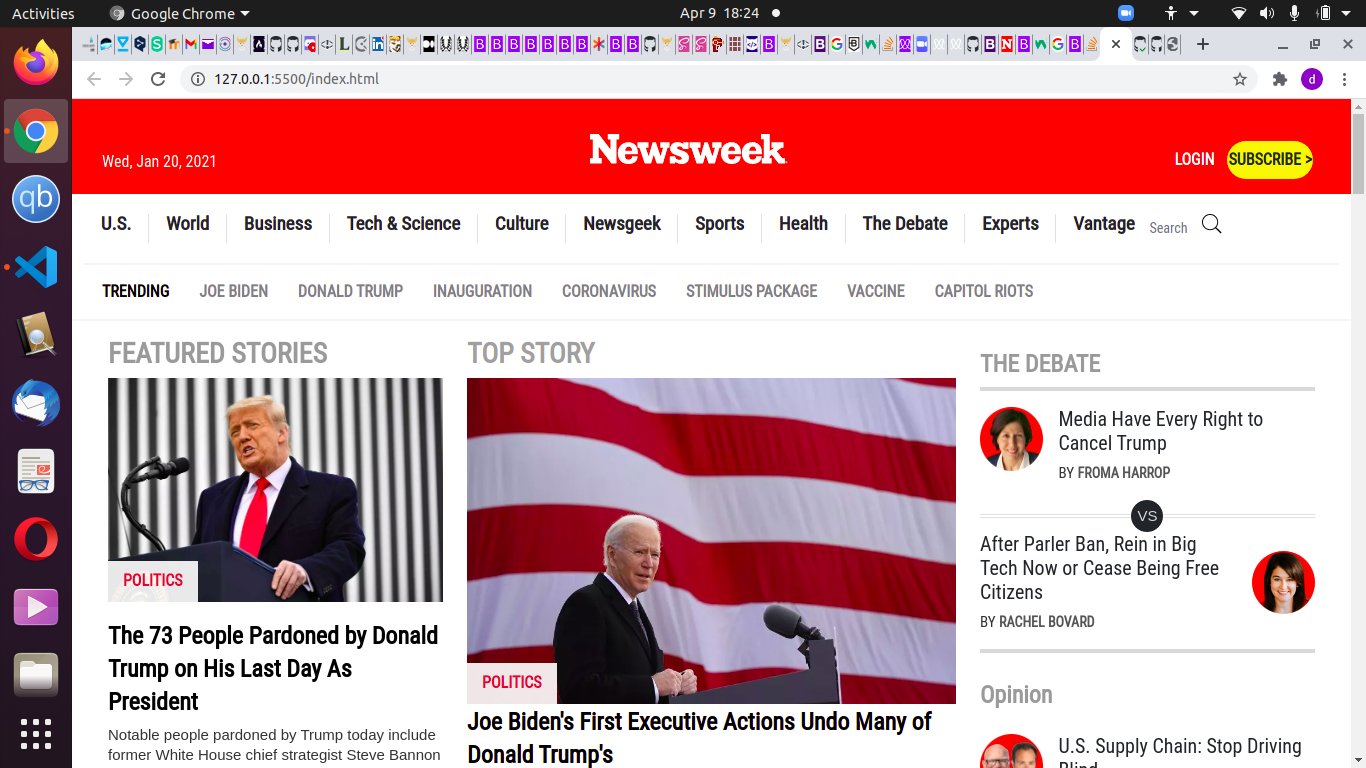 Activities Google Chrome Apr 9 18:24
127.0.0.1:5500/index.html d
Wed, Jan 20, 2021 Newsweek LOGIN SUBSCRIBE >
U.S. World Business Tech & Science Culture Newsgeek Sports Health The Debate Experts Vantage Search
TRENDING JOE BIDEN DONALD TRUMP INAUGURATION CORONAVIRUS STIMULUS PACKAGE VACCINE CAPITOL RIOTS
FEATURED STORIES
POLITICS
The 73 People Pardoned by Donald
Trump on His Last Day As
President
Notable people pardoned by Trump today include
former White House chief strategist Steve Bannon
TOP STORY
POLITICS
Joe Biden's First Executive Actions Undo Many of
Donald Trump's
THE DEBATE
Media Have Every Right to
Cancel Trump
BY FROMA HARROP
VS
After Parler Ban, Rein in Big
Tech Now or Cease Being Free
Citizens
BY RACHEL BOVARD
Opinion
U.S. Supply Chain: Stop Driving
Blind
qb